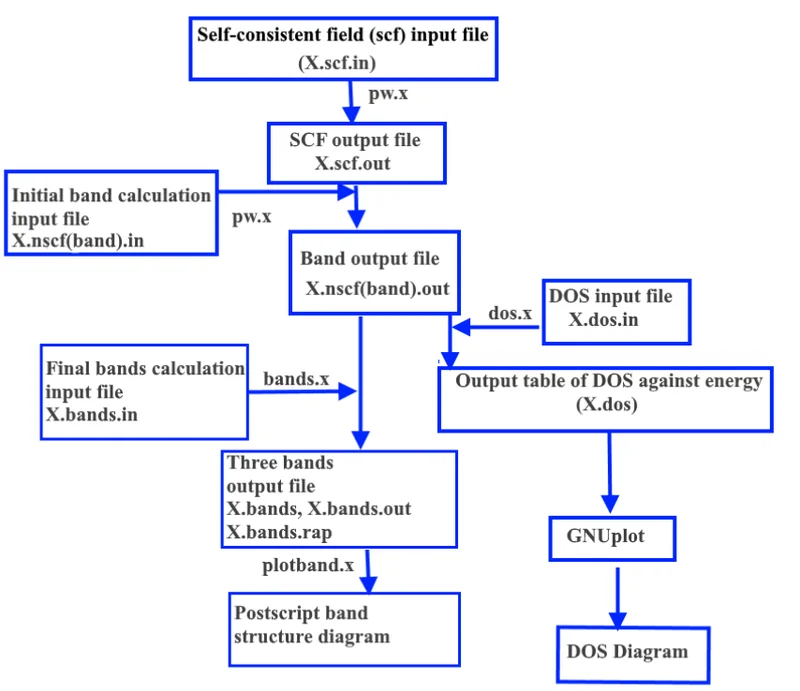 Self-consistent field (scf) input file
(X.scf.in)
pw.x
SCF output file
X.scf.out
Initial band calculation
input file
X.nscf(band).in
pw.x
Band output file
X.nscf(band).out
DOS input file
X.dos.in
dos.x
Final bands calculation
input file
X.bands.in
bands.x
Output table of DOS against energy
(X.dos)
Three bands
output file
X.bands, X.bands.out
X.bands.rap
GNUplot
plotband.x
Postscript band
structure diagram
DOS Diagram